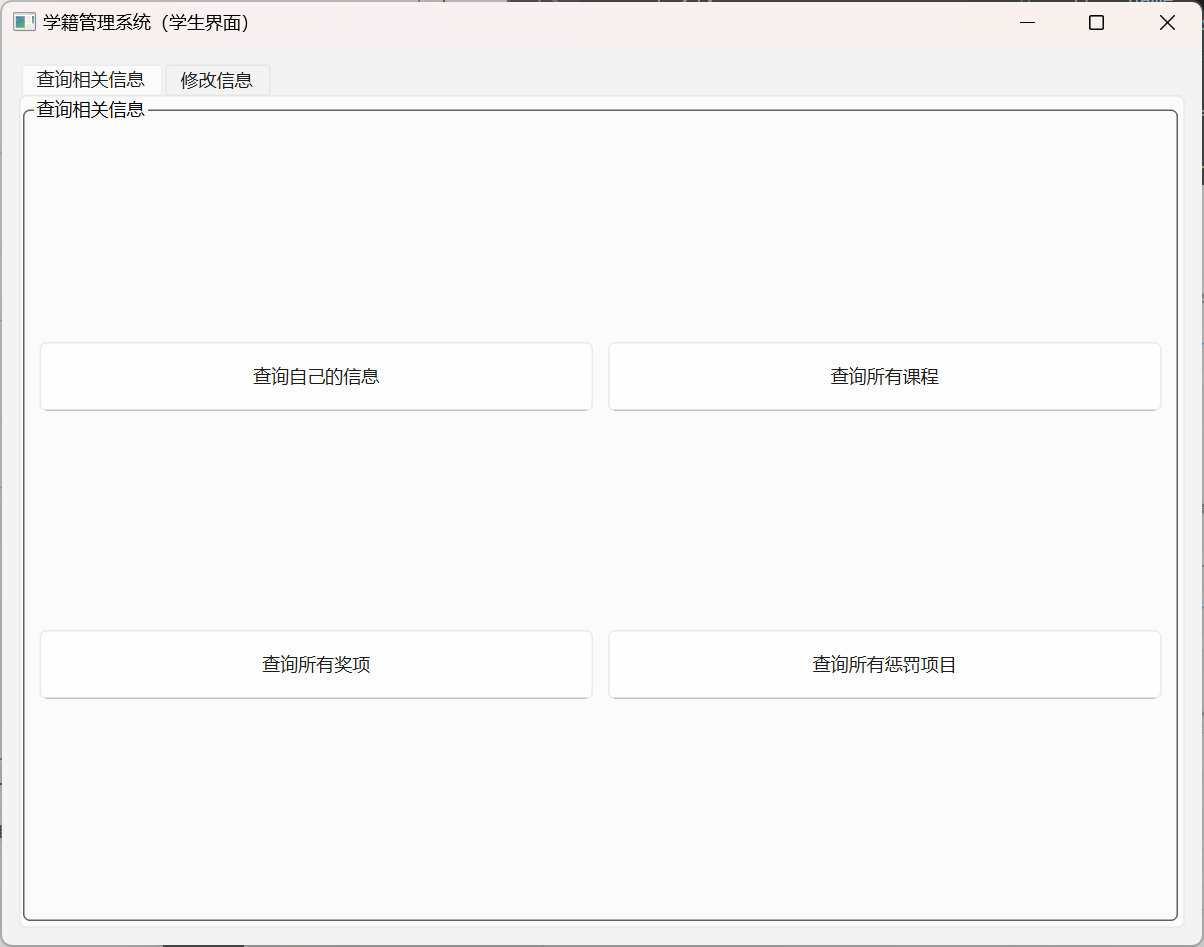 学籍管理系统（学生界面）
查询相关信息 修改信息
查询相关信息
查询自己的信息 查询所有课程
查询所有奖项 查询所有惩罚项目